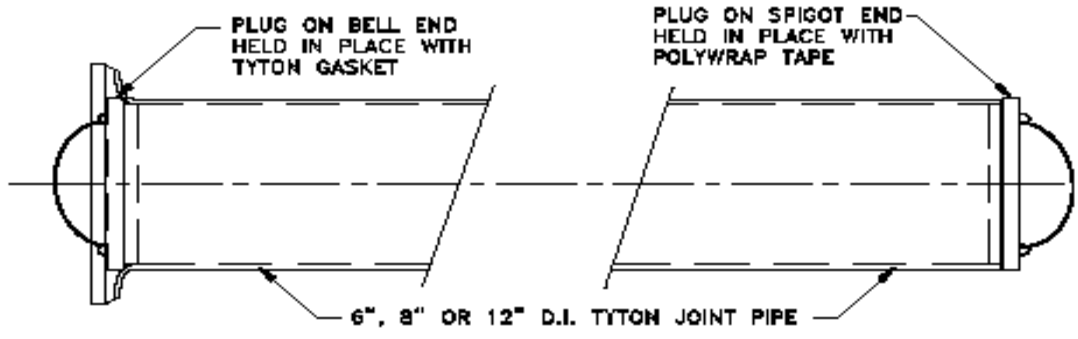 PLUG ON BELL END
HELD IN PLACE WITH
TYTON GASKET
PLUG ON SPIGOT END
HELD IN PLACE WITH
POLYWRAP TAPE
6", 8" OR 12" D.I. TYTON JOINT PIPE